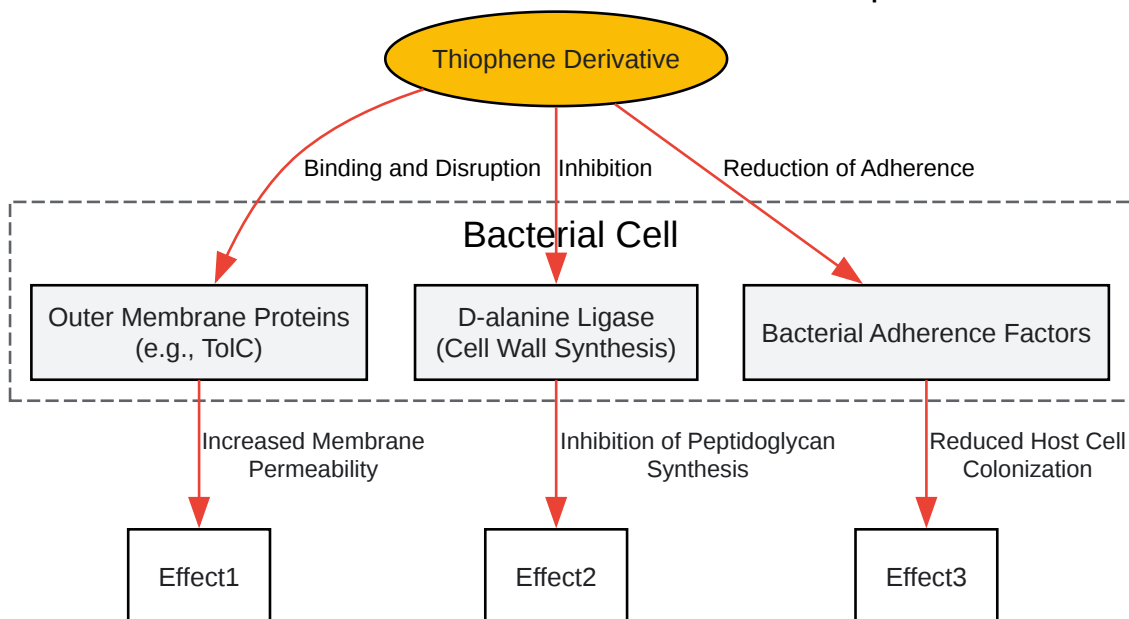 Thiophene Derivative
Binding and Disruption
Inhibition
Reduction of Adherence
Bacterial Cell
Outer Membrane Proteins
(e.g., TolC)
D-alanine Ligase
(Cell Wall Synthesis)
Bacterial Adherence Factors
Increased Membrane
Permeability
Inhibition of Peptidoglycan
Synthesis
Reduced Host Cell
Colonization
Effect1
Effect2
Effect3